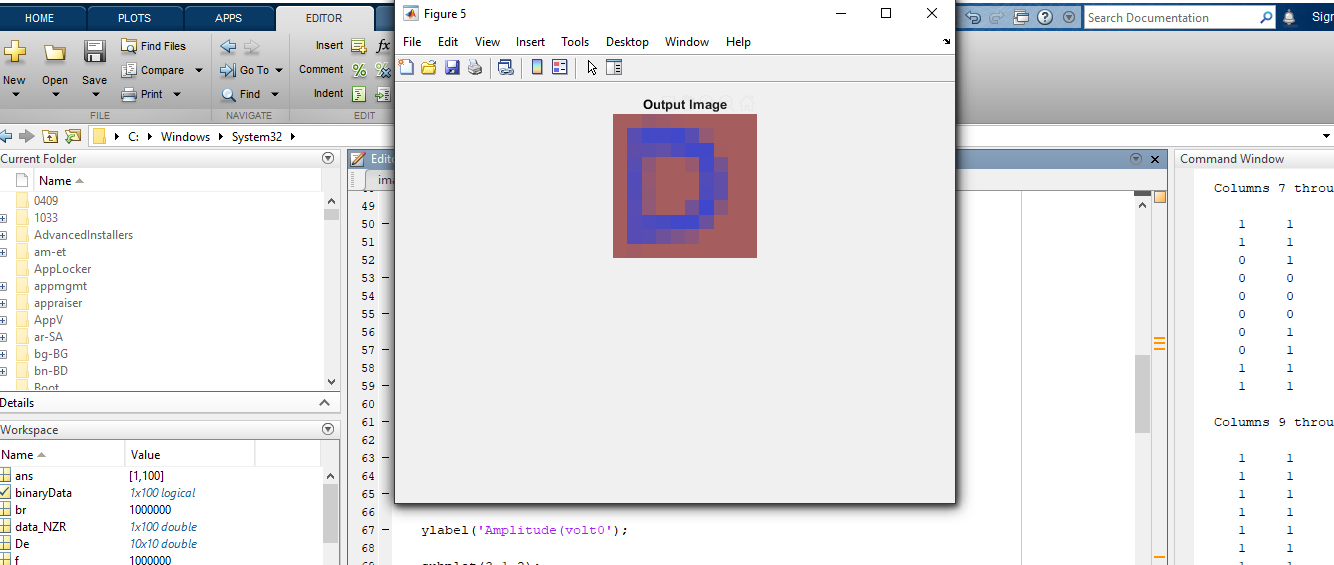 HOME PLOTS APPS EDITOR
Search Documentation
Figure 5
File Edit View Insert Tools Desktop Window Help
New Open Save
Find Files
Compare
Print
Go To
Find
Insert
Comment
Indent
FILE NAVIGATE EDIT
C: Windows System32
Current Folder
Name
0409
1033
AdvancedInstallers
am-et
AppLocker
appmgmt
appraiser
AppV
ar-SA
bg-BG
bn-BD
Boot
Details
Workspace
Name Value
ans [1,100]
binaryData 1x100 logical
br 1000000
data_NZR 1x100 double
De 10x10 double
f 1000000
Output Image
D
49
50
51
52
53
54
55
56
57
58
59
60
61
62
63
64
65
66
67 ylabel('Amplitude(volt0');
68
Command Window
Columns 7 throu
1 1
1 1
0 1
0 0
0 0
0 0
0 1
0 1
1 1
1 1
Columns 9 throu
1 1
1 1
1 1
1 1
1 1
1 1
1 1